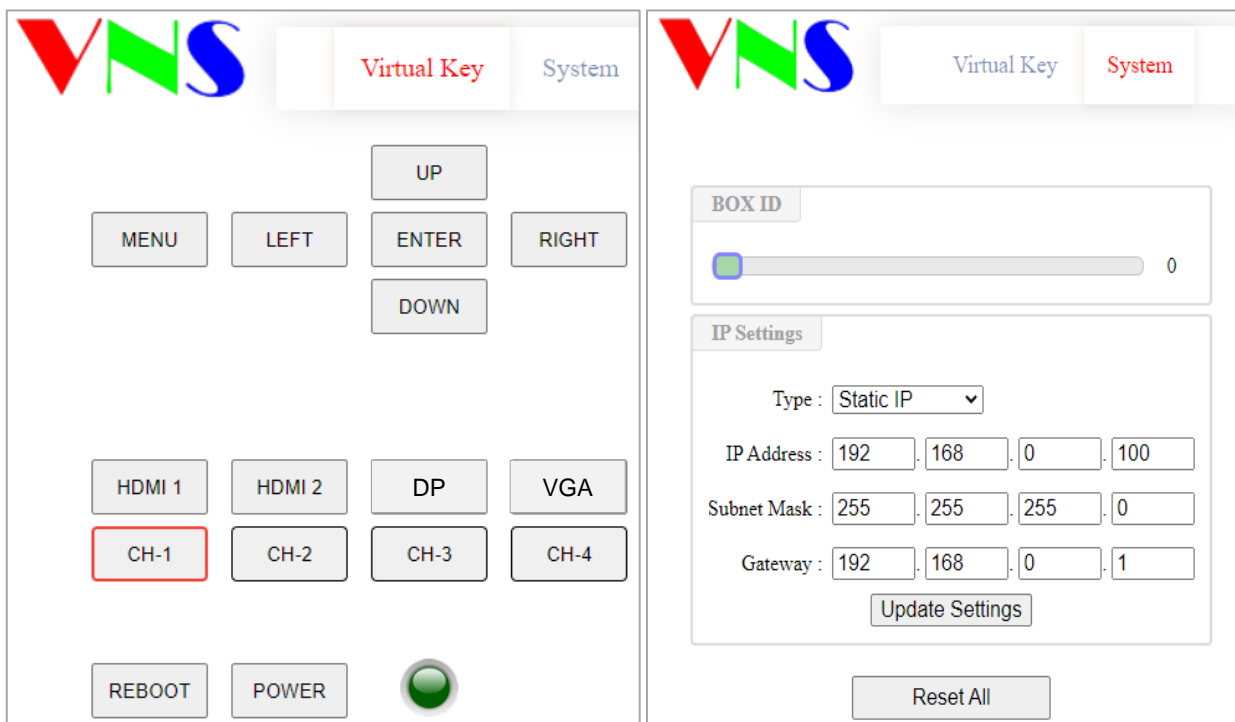 VNS
Virtual Key System
UP
MENU LEFT ENTER RIGHT
DOWN
HDMI 1 HDMI 2 DP VGA
CH-1 CH-2 CH-3 CH-4
REBOOT POWER
VNS
Virtual Key System
BOX ID
0
IP Settings
Type : Static IP
IP Address : 192 . 168 . 0 . 100
Subnet Mask : 255 . 255 . 255 . 0
Gateway : 192 . 168 . 0 . 1
Update Settings
Reset All